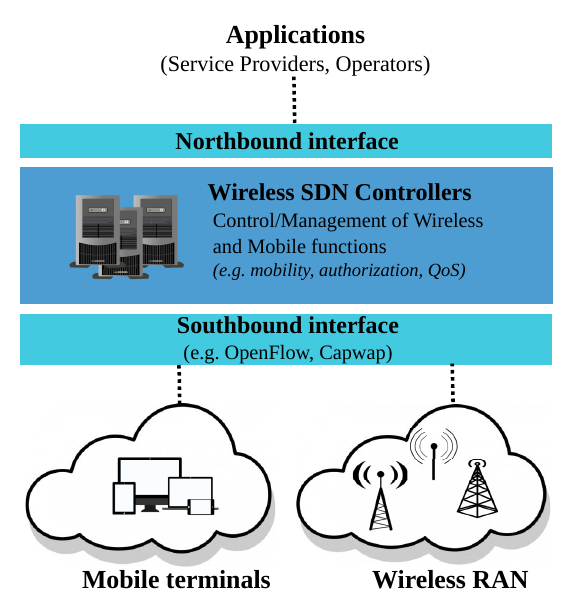 Applications
(Service Providers, Operators)
Northbound interface
Wireless SDN Controllers
Control/Management of Wireless
and Mobile functions
(e.g. mobility, authorization, QoS)
Southbound interface
(e.g. OpenFlow, Capwap)
Mobile terminals
Wireless RAN